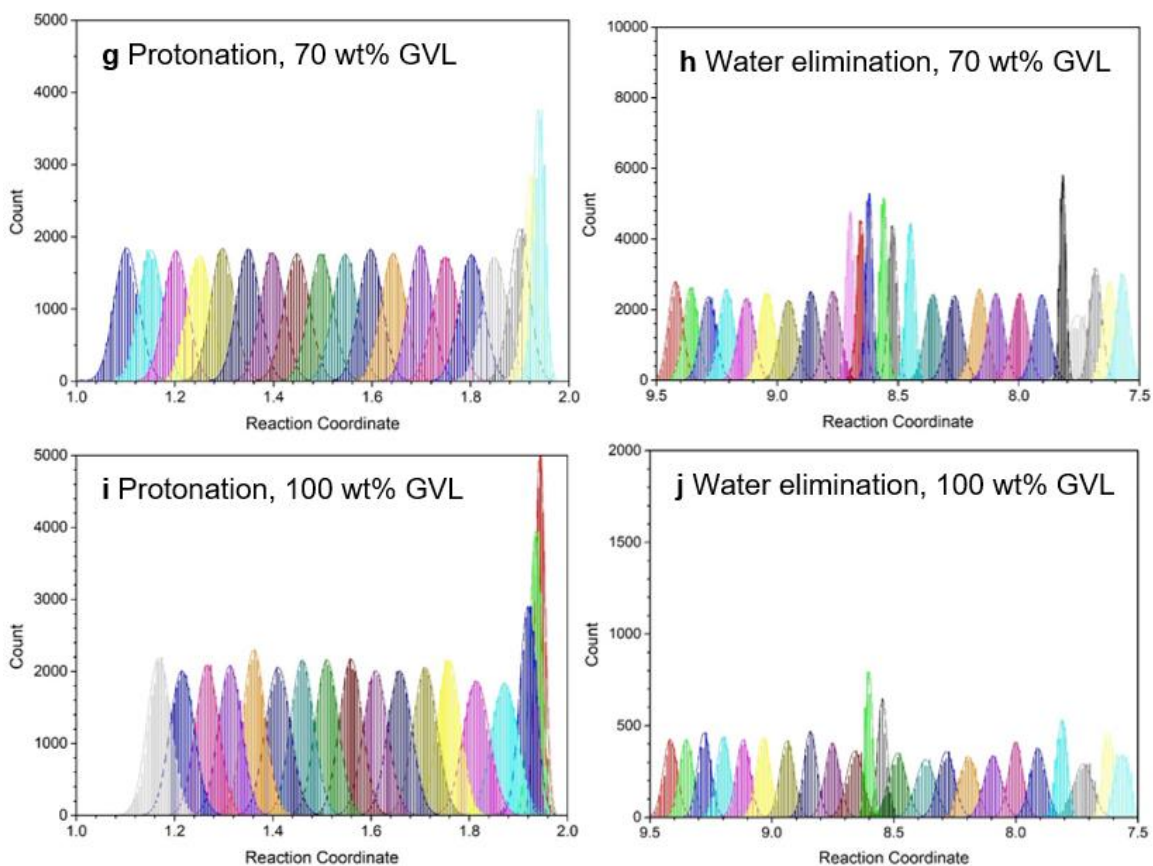 g Protonation, 70 wt% GVL
5000
4000
3000
2000
1000
0
Count
1.0 1.2 1.4 1.6 1.8 2.0
Reaction Coordinate
h Water elimination, 70 wt% GVL
10000
8000
6000
4000
2000
0
Count
9.5 9.0 8.5 8.0 7.5
Reaction Coordinate
i Protonation, 100 wt% GVL
5000
4000
3000
2000
1000
0
Count
1.0 1.2 1.4 1.6 1.8 2.0
Reaction Coordinate
j Water elimination, 100 wt% GVL
2000
1500
1000
500
0
Count
9.5 9.0 8.5 8.0 7.5
Reaction Coordinate